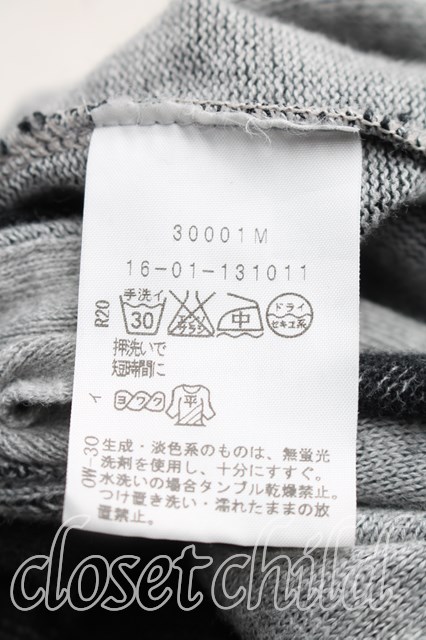 30001M
16-01-131011
R20
手洗イ
30
エンソサラシ
中
ドライ
セキユ系
押洗いで
短時間に
イ
ヨワク
平
OW-30
生成・淡色系のものは、無蛍光
洗剤を使用し、十分にすすぐ。
水洗いの場合タンブル乾燥禁止。
つけ置き洗い・濡れたままの放
置禁止。
closet child